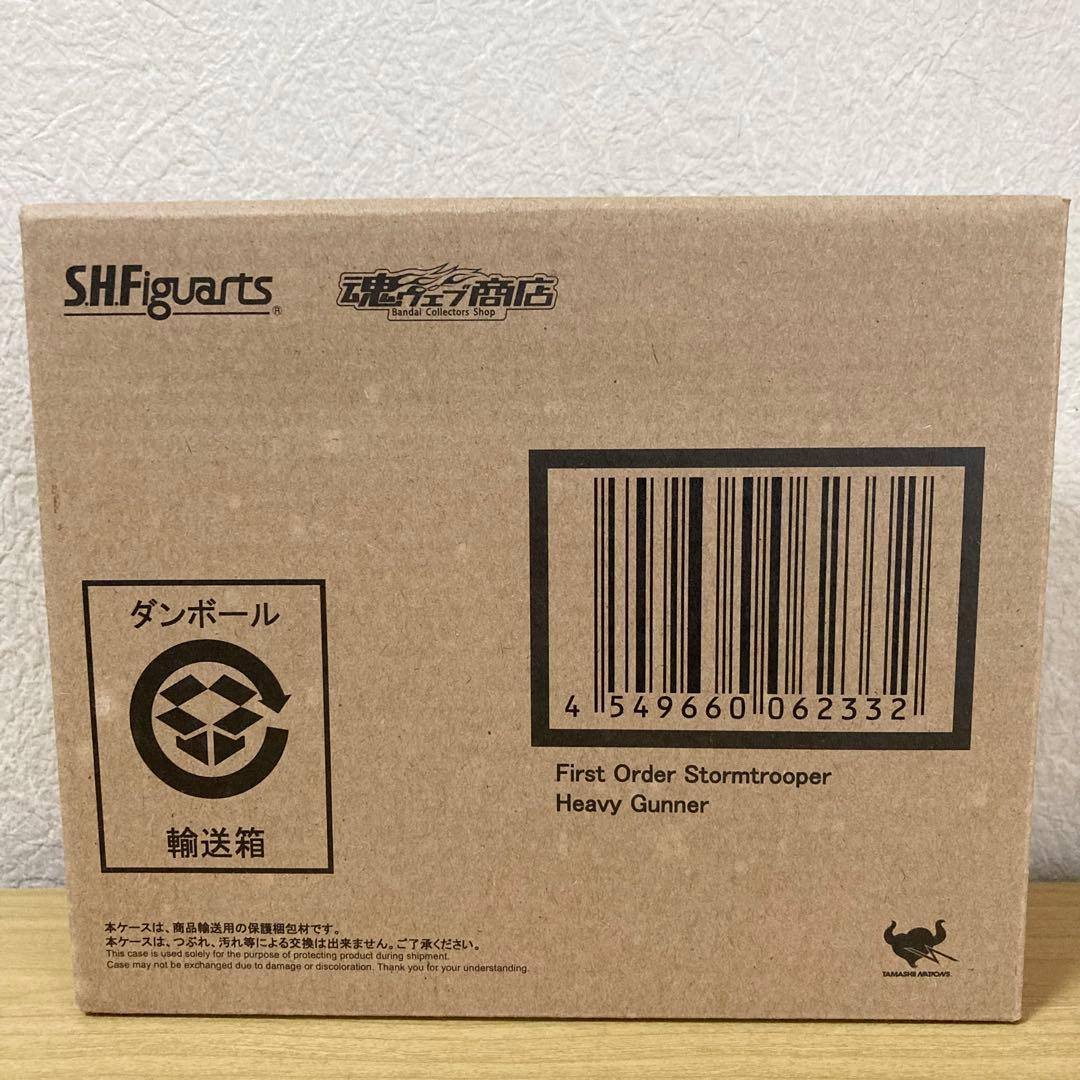 S.H.Figuarts®
魂ウェブ商店
Bandai Collectors Shop
4 549660 062332
First Order Stormtrooper
Heavy Gunner
ダンボール
輸送箱
本ケースは、商品輸送用の保護梱包材です。
本ケースは、つぶれ、汚れ等による交換は出来ません。ご了承ください。
This case is used solely for the purpose of protecting product during shipment.
Case may not be exchanged due to damage or discoloration. Thank you for your understanding.
TAMASHII NATIONS